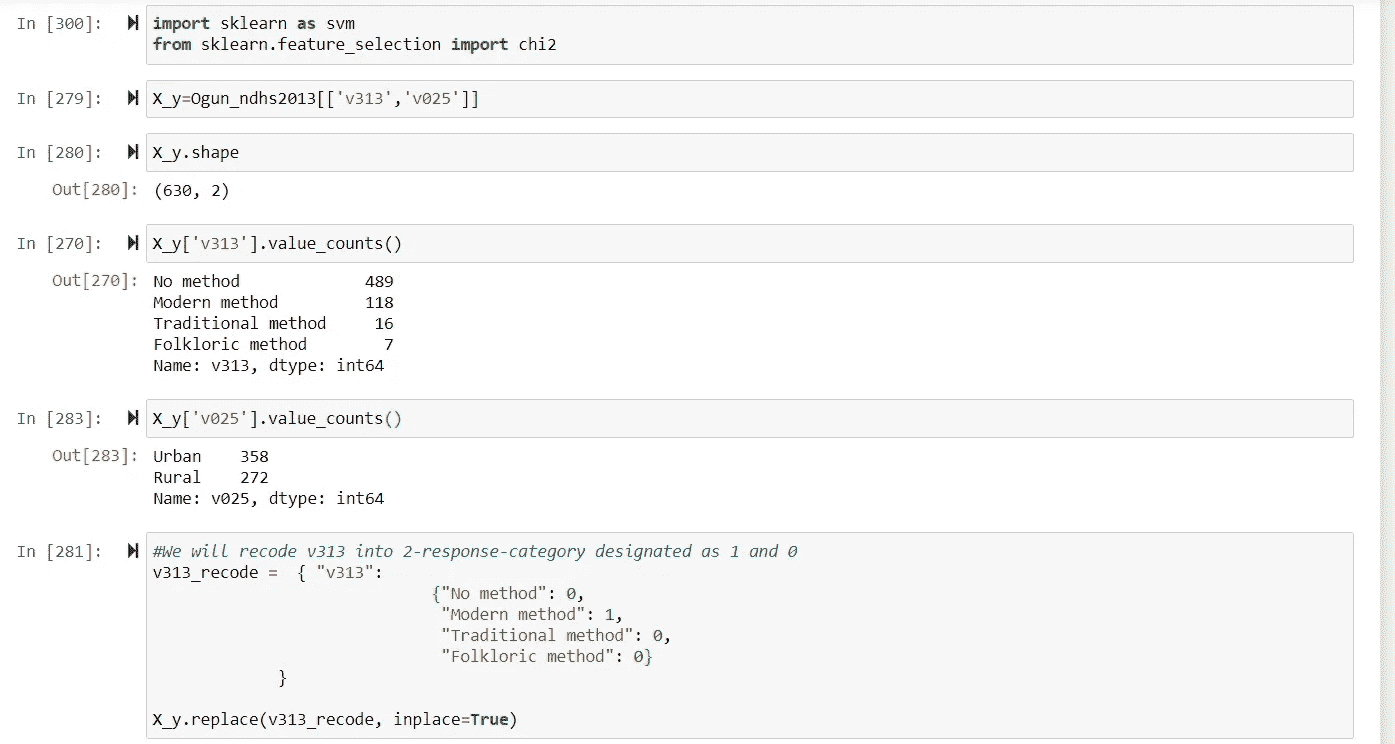 In [300]: import sklearn as svm
from sklearn.feature_selection import chi2
In [279]: X_y=Ogun_ndhs2013[['v313','v025']]
In [280]: X_y.shape
Out[280]: (630, 2)
In [270]: X_y['v313'].value_counts()
Out[270]: No method 489
Modern method 118
Traditional method 16
Folkloric method 7
Name: v313, dtype: int64
In [283]: X_y['v025'].value_counts()
Out[283]: Urban 358
Rural 272
Name: v025, dtype: int64
In [281]: #We will recode v313 into 2-response-category designated as 1 and 0
v313_recode = { "v313":
{"No method": 0,
"Modern method": 1,
"Traditional method": 0,
"Folkloric method": 0}
}
X_y.replace(v313_recode, inplace=True)